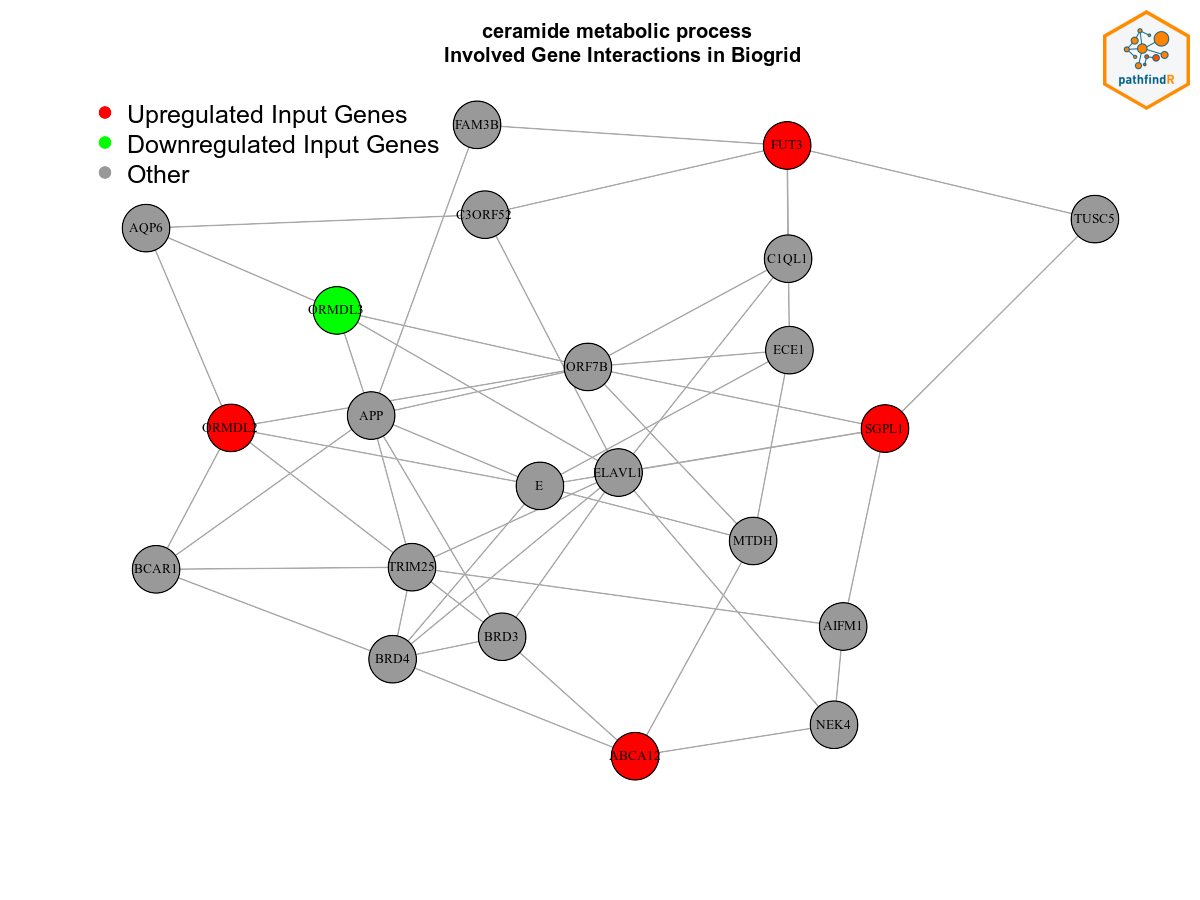 ceramide metabolic process
Involved Gene Interactions in Biogrid
pathfindR
Upregulated Input Genes
Downregulated Input Genes
Other
FAM3B
FUT3
C3ORF52
TUSC5
AQP6
C1QL1
ORMDL3
ECE1
ORF7B
APP
ORMDL2
SGPL1
ELAVL1
E
MTDH
TRIM25
BCAR1
AIFM1
BRD3
BRD4
NEK4
ABCA12